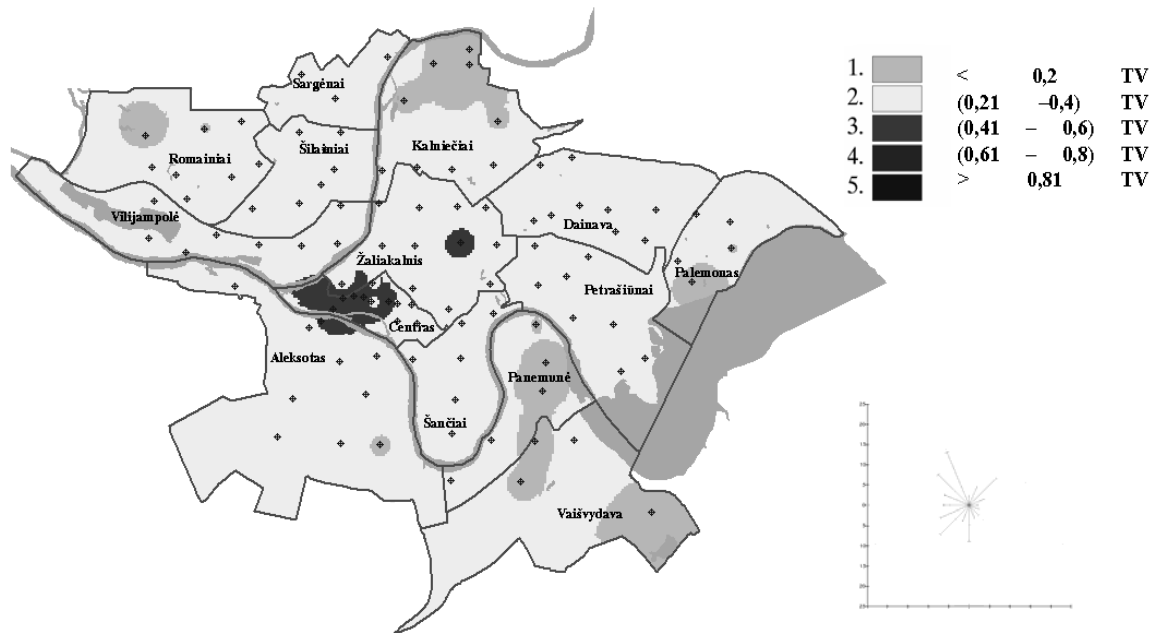 Sargėnai
Romainiai
Šilainiai
Kalniečiai
Vilijampolė
Dainava
Žaliakalnis
Palemonas
Petrašiūnai
Centras
Aleksotas
Panemunė
Šančiai
Vaišvydava
1. < 0,2 TV
2. (0,21 –0,4) TV
3. (0,41 – 0,6) TV
4. (0,61 – 0,8) TV
5. > 0,81 TV